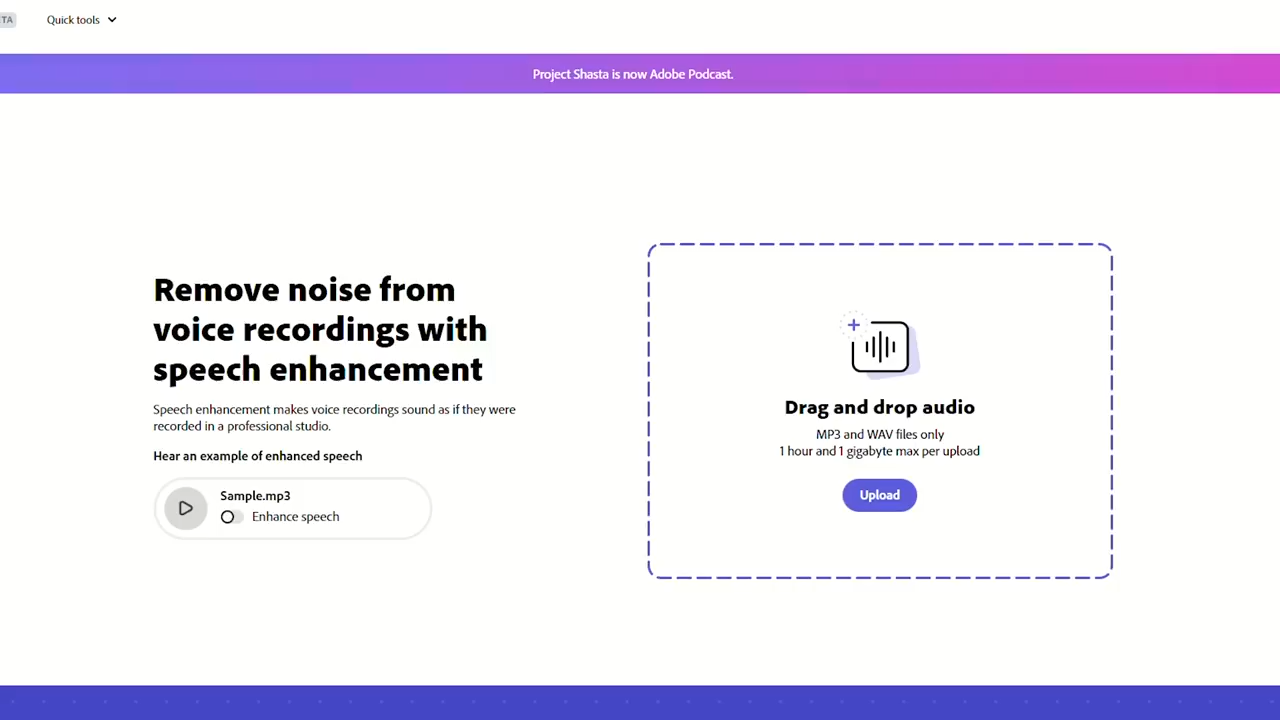 TA
Quick tools
Project Shasta is now Adobe Podcast.
Remove noise from
voice recordings with
speech enhancement
Speech enhancement makes voice recordings sound as if they were
recorded in a professional studio.
Hear an example of enhanced speech
Sample.mp3
Enhance speech
Drag and drop audio
MP3 and WAV files only
1 hour and 1 gigabyte max per upload
Upload